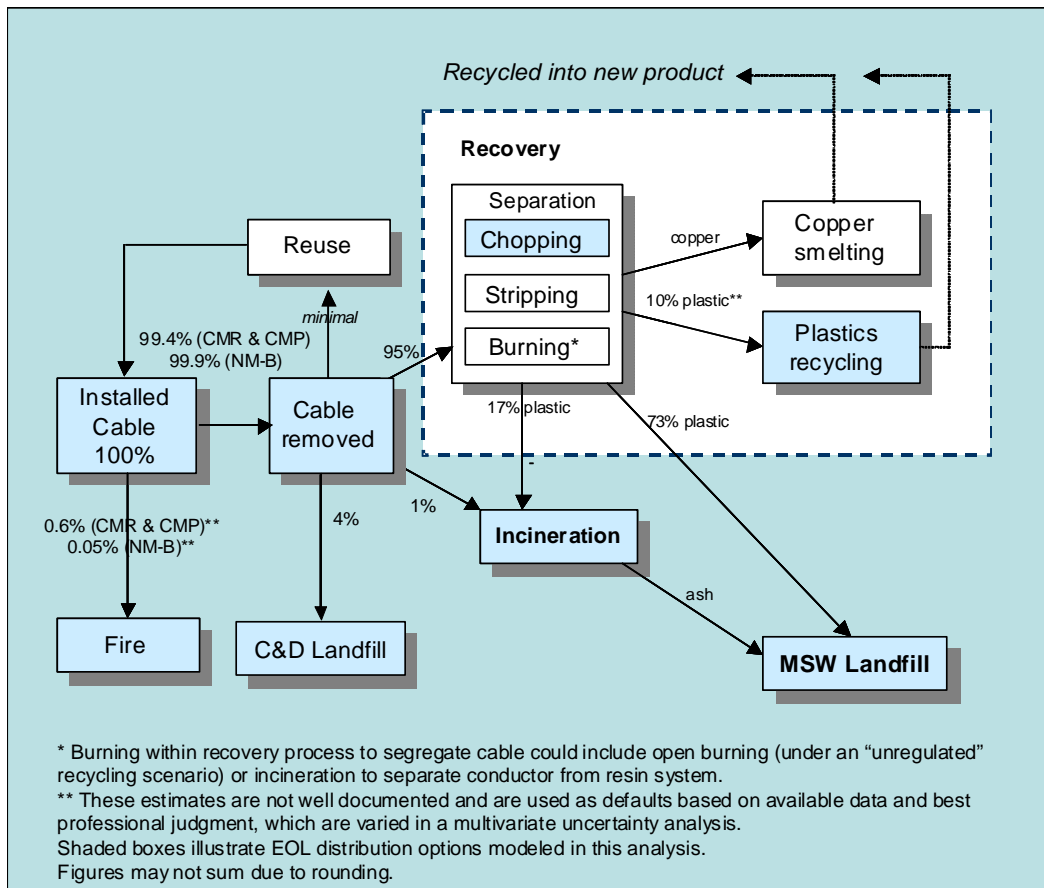 Recycled into new product
Recovery
Separation
Chopping
Stripping
Burning*
copper
Copper
smelting
10% plastic**
Plastics
recycling
Reuse
minimal
99.4% (CMR & CMP)
99.9% (NM-B)
95%
Installed
Cable
100%
Cable
removed
17% plastic
73% plastic
-
0.6% (CMR & CMP)**
0.05% (NM-B)**
4%
1%
Incineration
ash
Fire
C&D Landfill
MSW Landfill
* Burning within recovery process to segregate cable could include open burning (under an “unregulated”
recycling scenario) or incineration to separate conductor from resin system.
** These estimates are not well documented and are used as defaults based on available data and best
professional judgment, which are varied in a multivariate uncertainty analysis.
Shaded boxes illustrate EOL distribution options modeled in this analysis.
Figures may not sum due to rounding.